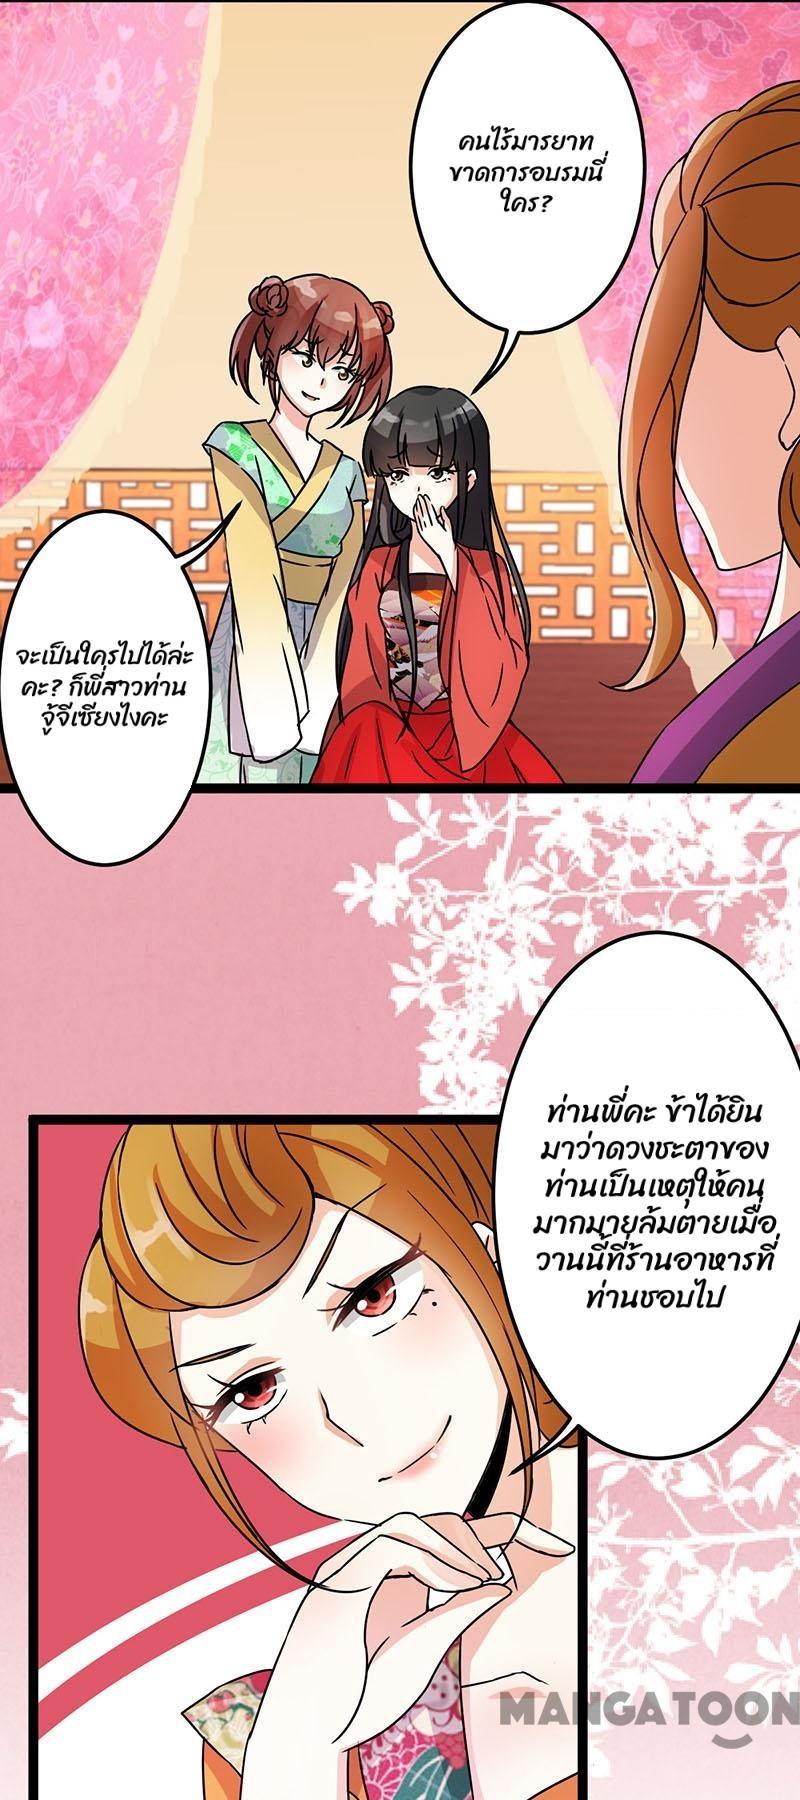 คนไร้มารยาท
ขาดการอบรมนี่
ใคร?
จะเป็นใครไปได้ล่ะ
คะ? ก็พี่สาวท่าน
จู้จีเซียงไงคะ
ท่านพี่คะ ข้าได้ยิน
มาว่าดวงชะตาของ
ท่านเป็นเหตุให้คน
มากมายล้มตายเมื่อ
วานนี้ที่ร้านอาหารที่
ท่านชอบไป
MANGATOON